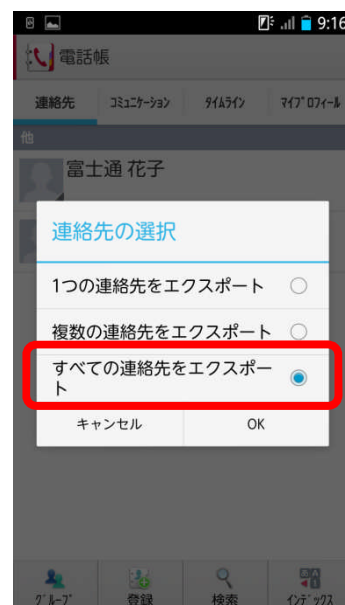 9:16
電話帳
連絡先 コミュニケーション タイムライン マイプロフィール
他
富士通 花子
連絡先の選択
1つの連絡先をエクスポート
複数の連絡先をエクスポート
すべての連絡先をエクスポー
ト
キャンセル OK
グループ 登録 検索 インデックス